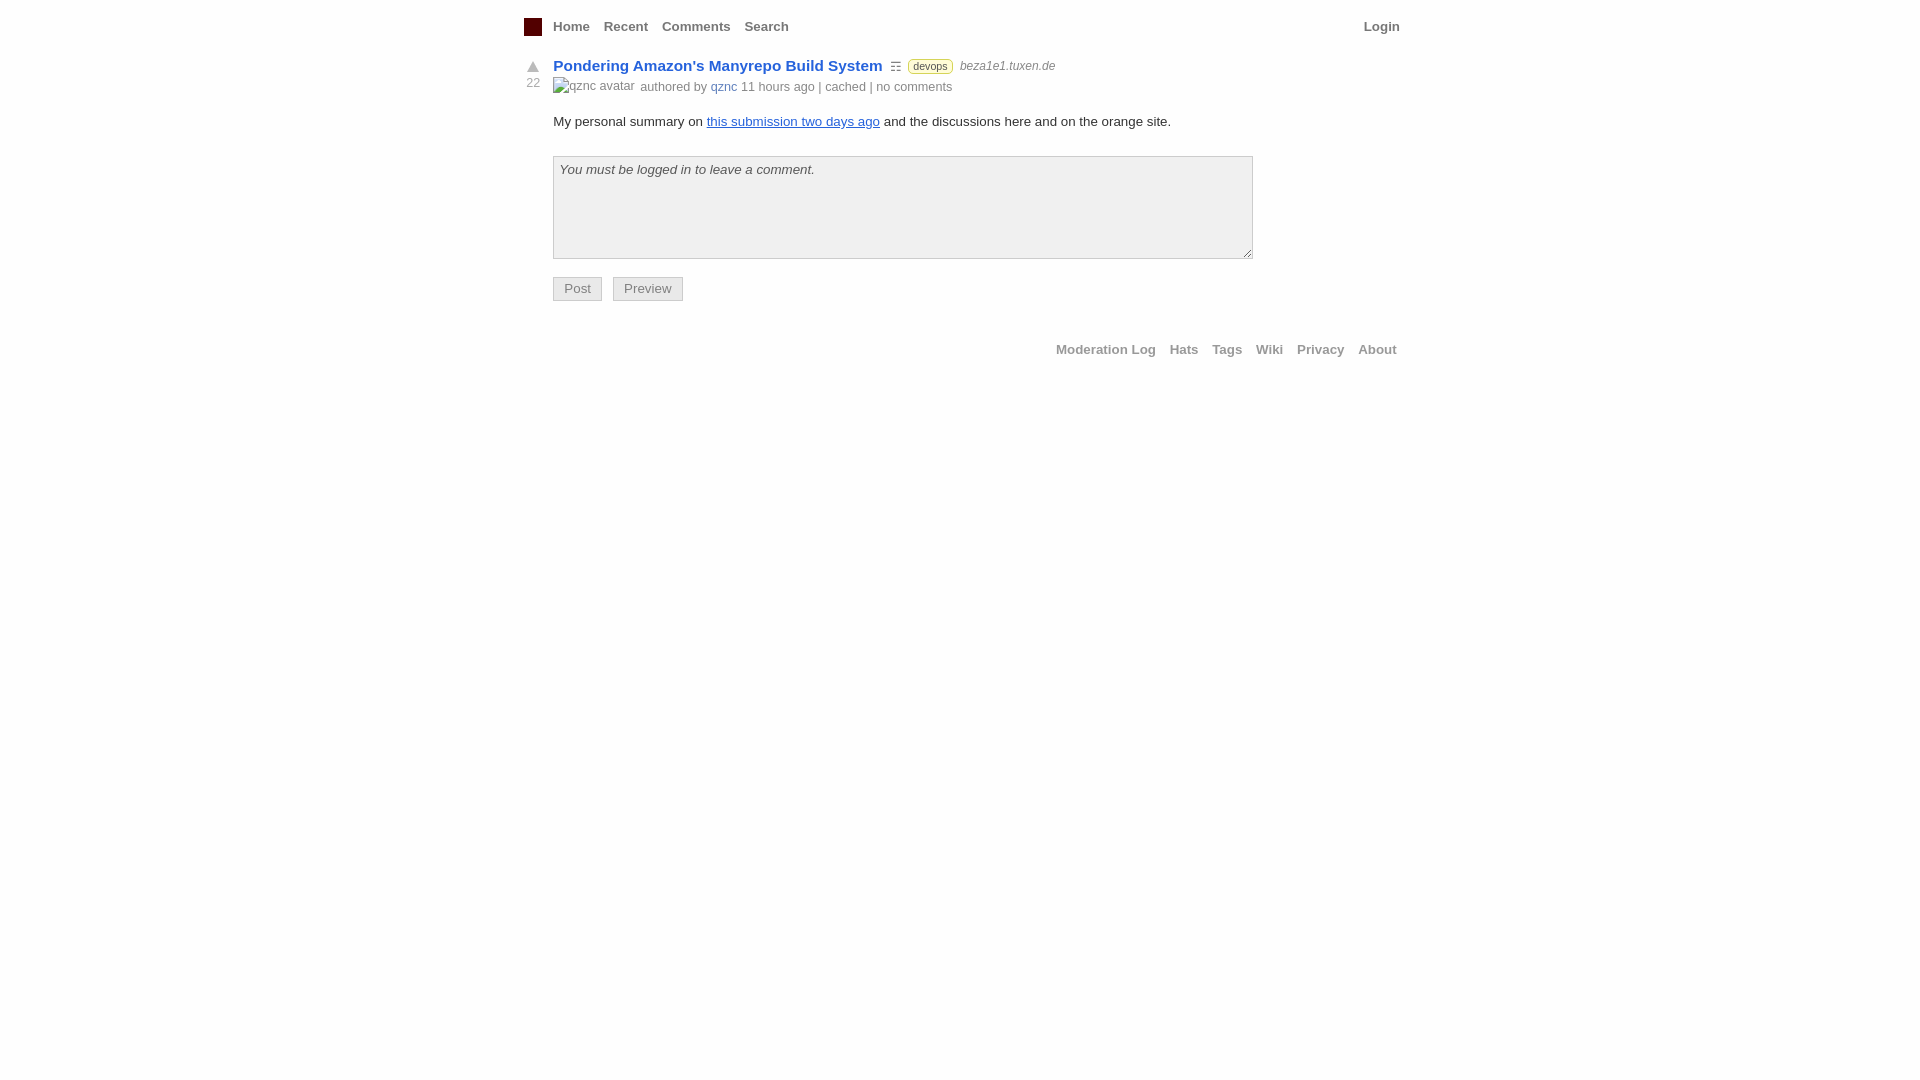 Home Recent Comments Search Login
22
Pondering Amazon's Manyrepo Build System ☶ devops beza1e1.tuxen.de
qznc avatar authored by qznc 11 hours ago | cached | no comments
My personal summary on this submission two days ago and the discussions here and on the orange site.
You must be logged in to leave a comment.
Post Preview
Moderation Log Hats Tags Wiki Privacy About